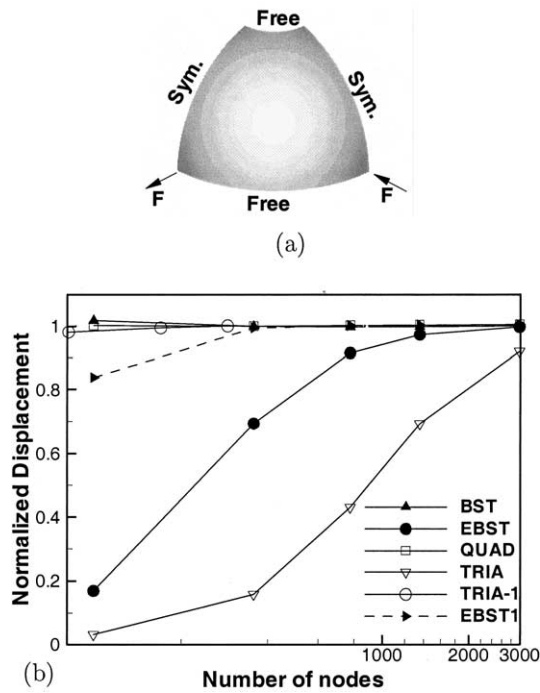 Free
Sym.
Sym.
F
Free
F
(a)
Normalized Displacement
1
0.8
0.6
0.4
0.2
0
BST
EBST
QUAD
TRIA
TRIA-1
EBST1
1000
2000
3000
Number of nodes
(b)